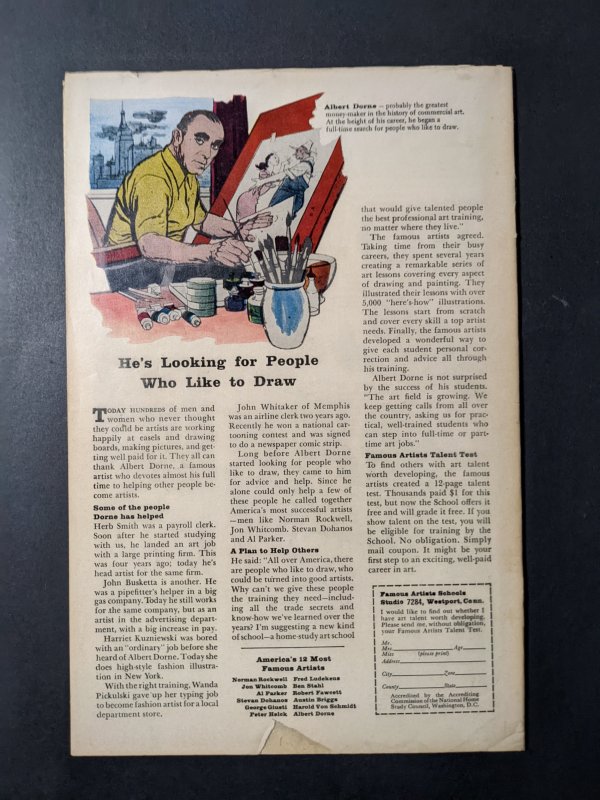 Albert Dorne – probably the greatest
money-maker in the history of commercial art.
At the height of his career, he began a
full-time search for people who like to draw.
He's Looking for People
Who Like to Draw
TODAY HUNDREDS of men and
women who never thought
they could be artists are working
happily at easels and drawing
boards, making pictures, and get-
ting well paid for it. They all can
thank Albert Dorne, a famous
artist who devotes almost his full
time to helping other people be-
come artists.
Some of the people
Dorne has helped
Herb Smith was a payroll clerk.
Soon after he started studying
with us, he landed an art job
with a large printing firm. This
was four years ago; today he's
head artist for the same firm.
John Busketta is another. He
was a pipefitter's helper in a big
gas company. Today he still works
for the same company, but as an
artist in the advertising depart-
ment, with a big increase in pay.
Harriet Kuzniewski was bored
with an "ordinary" job before she
heard of Albert Dorne. Today she
does high-style fashion illustra-
tion in New York.
With the right training, Wanda
Pickulski gave up her typing job
to become fashion artist for a local
department store.
John Whitaker of Memphis
was an airline clerk two years ago.
Recently he won a national car-
tooning contest and was signed
to do a newspaper comic strip.
Long before Albert Dorne
started looking for people who
like to draw, they came to him
for advice and help. Since he
alone could only help a few of
these people he called together
America's most successful artists
–men like Norman Rockwell,
Jon Whitcomb, Stevan Dohanos
and Al Parker.
A Plan to Help Others
He said: "All over America, there
are people who like to draw, who
could be turned into good artists.
Why can't we give these people
the training they need—includ-
ing all the trade secrets and
know-how we've learned over the
years? I'm suggesting a new kind
of school–a home-study art school
America's 12 Most
Famous Artists
Norman Rockwell Fred Ludekens
Jon Whitcomb Ben Stahl
Al Parker Robert Fawcett
Stevan Dohanos Austin Briggs
George Giusti Harold Von Schmidt
Peter Helck Albert Dorne
that would give talented people
the best professional art training,
no matter where they live."
The famous artists agreed.
Taking time from their busy
careers, they spent several years
creating a remarkable series of
art lessons covering every aspect
of drawing and painting. They
illustrated their lessons with over
5,000 "here's-how" illustrations.
The lessons start from scratch
and cover every skill a top artist
needs. Finally, the famous artists
developed a wonderful way to
give each student personal cor-
rection and advice all through
his training.
Albert Dorne is not surprised
by the success of his students.
"The art field is growing. We
keep getting calls from all over
the country, asking us for prac-
tical, well-trained students who
can step into full-time or part-
time art jobs."
Famous Artists Talent Test
To find others with art talent
worth developing, the famous
artists created a 12-page talent
test. Thousands paid $1 for this
test, but now the School offers it
free and will grade it free. If you
show talent on the test, you will
be eligible for training by the
School. No obligation. Simply
mail coupon. It might be your
first step to an exciting, well-paid
career in art.
Famous Artists Schools
Studio 7284, Westport, Conn.
I would like to find out whether I
have art talent worth developing.
Please send me, without obligation,
your Famous Artists Talent Test.
Mr.
Mrs. Age
Miss (please print)
Address
City Zone
County State
Accredited by the Accrediting
Commission of the National Home
Study Council, Washington, D.C.